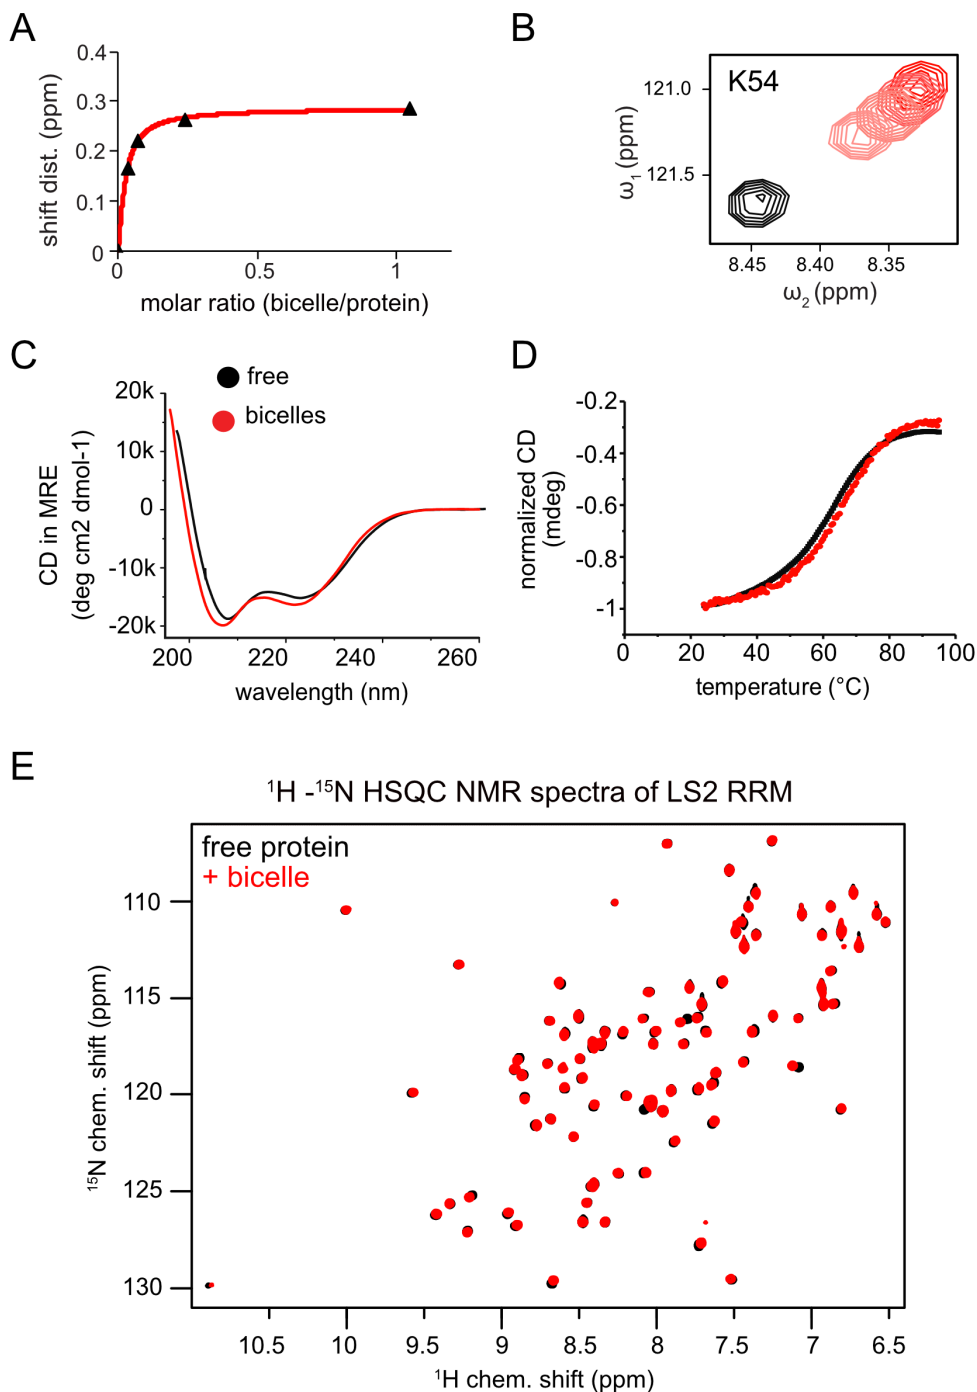 A
0.4
0.3
0.2
0.1
0
shift dist. (ppm)
0
0.5
1
molar ratio (bicelle/protein)
B
K54
121.0
121.5
ω1 (ppm)
8.45
8.40
8.35
ω2 (ppm)
C
free
bicelles
20k
10k
0
-10k
-20k
CD in MRE
(deg cm2 dmol-1)
200
220
240
260
wavelength (nm)
D
-0.2
-0.4
-0.6
-0.8
-1
normalized CD
(mdeg)
0
20
40
60
80
100
temperature (°C)
E
¹H -¹⁵N HSQC NMR spectra of LS2 RRM
free protein
+ bicelle
110
115
120
125
130
¹⁵N chem. shift (ppm)
10.5
10
9.5
9
8.5
8
7.5
7
6.5
¹H chem. shift (ppm)